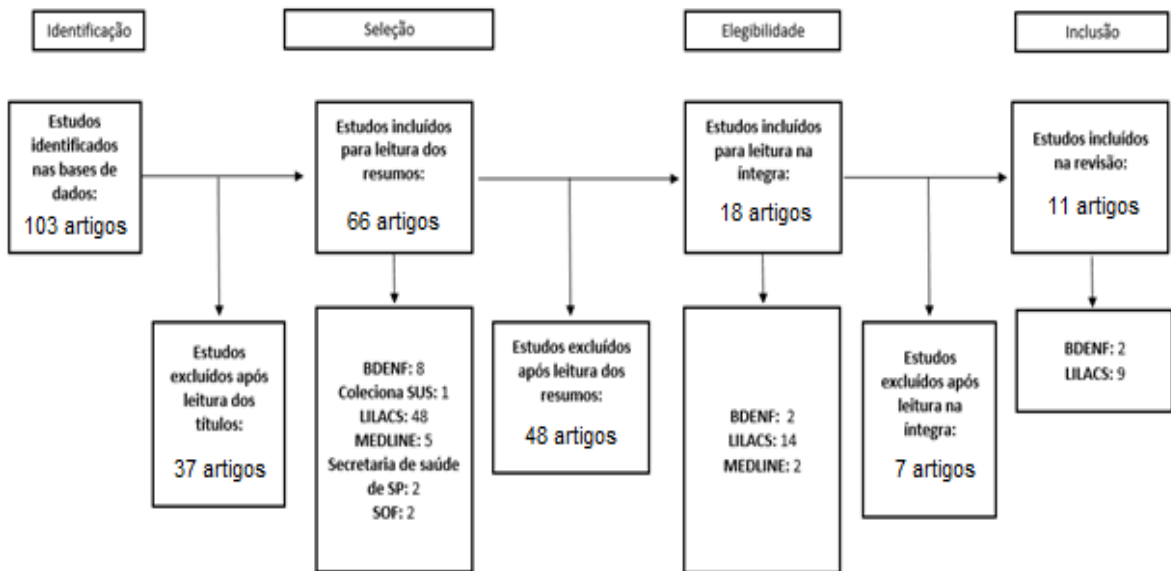 Identificação
Seleção
Elegibilidade
Inclusão
Estudos
identificados
nas bases de
dados:
103 artigos
Estudos incluídos
para leitura dos
resumos:
66 artigos
Estudos incluídos
para leitura na
íntegra:
18 artigos
Estudos incluídos
na revisão:
11 artigos
Estudos
excluídos após
leitura dos
títulos:
37 artigos
BDENF: 8
Coleciona SUS: 1
LILACS: 48
MEDLINE: 5
Secretaria de saúde
de SP: 2
SOF: 2
Estudos excluídos
após leitura dos
resumos:
48 artigos
BDENF: 2
LILACS: 14
MEDLINE: 2
Estudos
excluídos após
leitura na
íntegra:
7 artigos
BDENF: 2
LILACS: 9